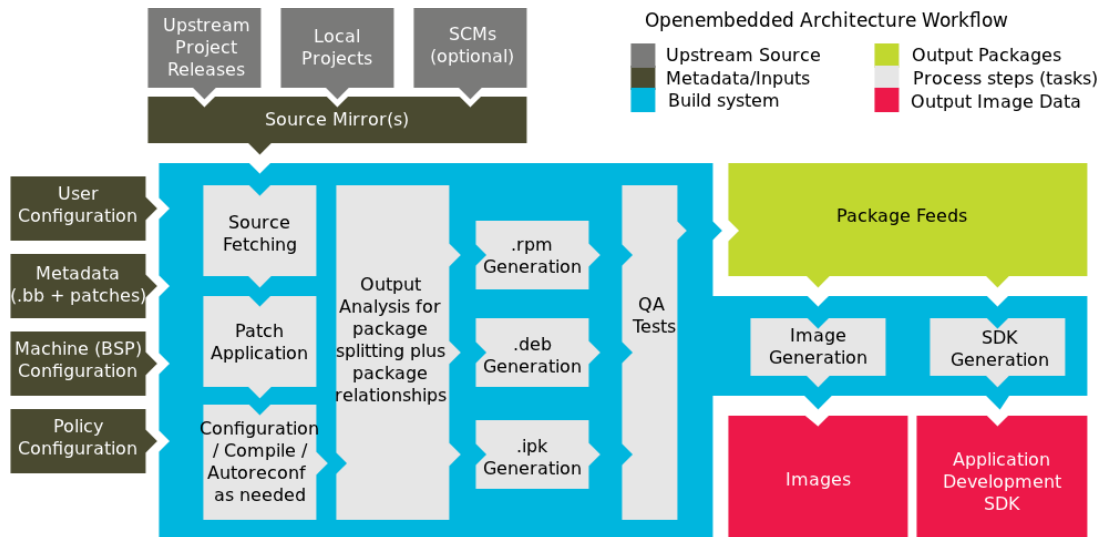 Upstream
Project
Releases
Local
Projects
SCMs
(optional)
Openembedded Architecture Workflow
Upstream Source
Metadata/Inputs
Build system
Output Packages
Process steps (tasks)
Output Image Data
Source Mirror(s)
User
Configuration
Metadata
(.bb + patches)
Machine (BSP)
Configuration
Policy
Configuration
Source
Fetching
Patch
Application
Configuration
/ Compile /
Autoreconf
as needed
Output
Analysis for
package
splitting plus
package
relationships
.rpm
Generation
.deb
Generation
.ipk
Generation
QA
Tests
Package Feeds
Image
Generation
SDK
Generation
Images
Application
Development
SDK